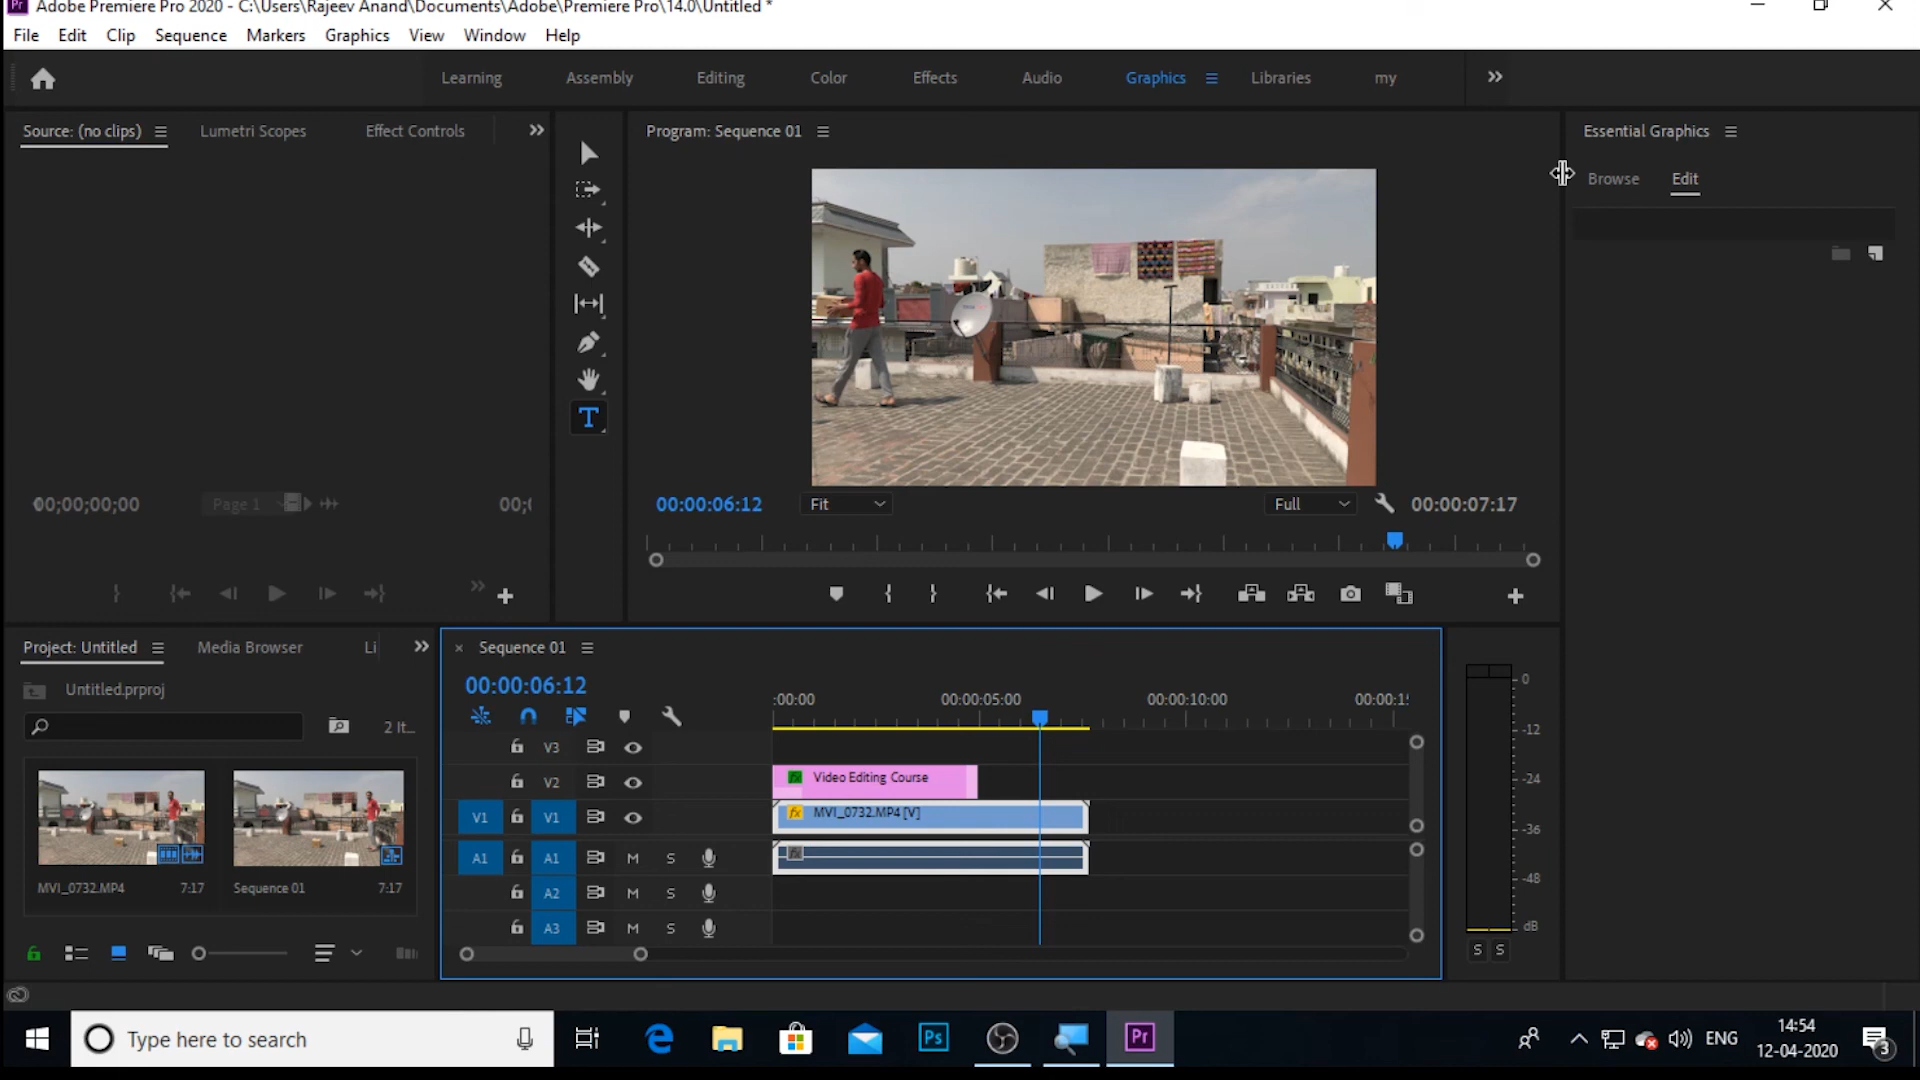 Adobe Premiere Pro 2020 - C:\Users\Rajeev Anand\Documents\Adobe\Premiere Pro\14.0\Untitled *
File Edit Clip Sequence Markers Graphics View Window Help
Learning Assembly Editing Color Effects Audio Graphics Libraries my
Source: (no clips) Lumetri Scopes Effect Controls
Program: Sequence 01
Essential Graphics
Browse Edit
00;00;00;00 Page 1 00;(
00:00:06:12 Fit Full 00:00:07:17
Project: Untitled Media Browser Li
Untitled.prproj
2 It...
MVI_0732.MP4 7:17
Sequence 01 7:17
Sequence 01
00:00:06:12
:00:00 00:00:05:00 00:00:10:00 00:00:15
V3
V2 Video Editing Course
V1 V1 fx MVI_0732.MP4 [V]
A1 A1 M S
A2 M S
A3 M S
0
-12
-24
-36
-48
dB
S S
Type here to search
Ps
Pr
ENG
14:54
12-04-2020
3